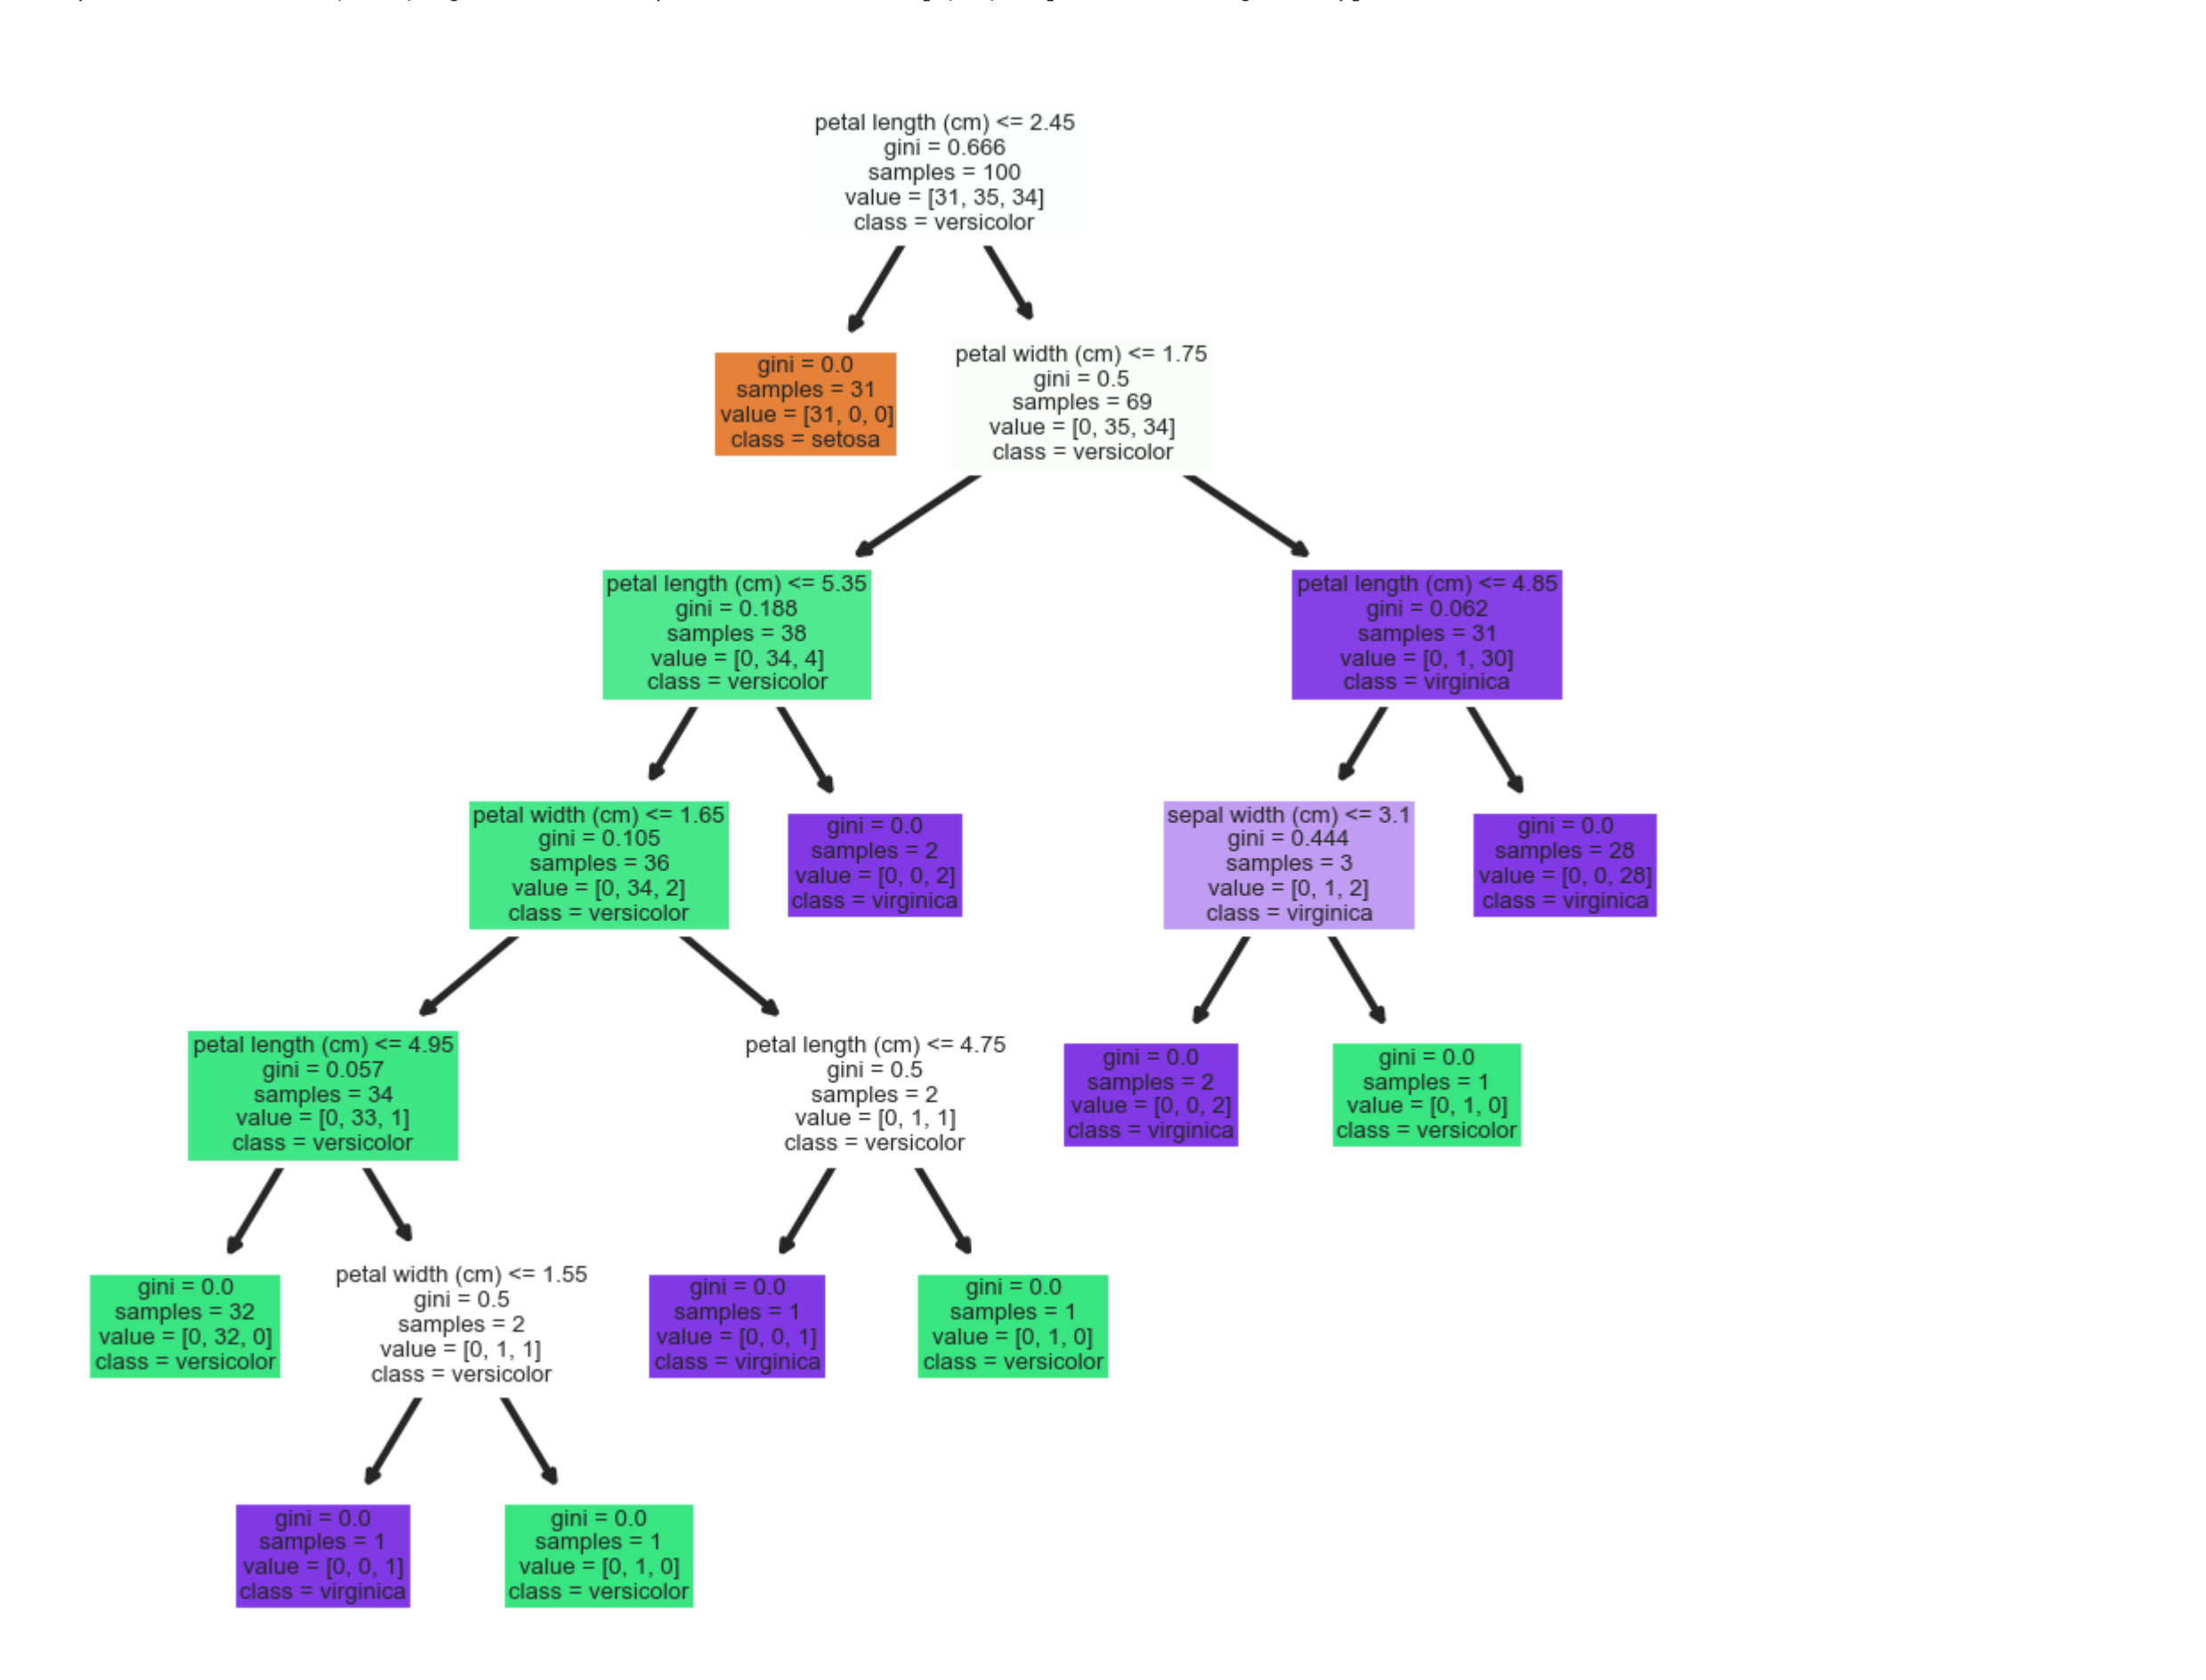 petal length (cm) <= 2.45
gini = 0.666
samples = 100
value = [31, 35, 34]
class = versicolor
gini = 0.0
samples = 31
value = [31, 0, 0]
class = setosa
petal width (cm) <= 1.75
gini = 0.5
samples = 69
value = [0, 35, 34]
class = versicolor
petal length (cm) <= 5.35
gini = 0.188
samples = 38
value = [0, 34, 4]
class = versicolor
petal length (cm) <= 4.85
gini = 0.062
samples = 31
value = [0, 1, 30]
class = virginica
petal width (cm) <= 1.65
gini = 0.105
samples = 36
value = [0, 34, 2]
class = versicolor
gini = 0.0
samples = 2
value = [0, 0, 2]
class = virginica
sepal width (cm) <= 3.1
gini = 0.444
samples = 3
value = [0, 1, 2]
class = virginica
gini = 0.0
samples = 28
value = [0, 0, 28]
class = virginica
petal length (cm) <= 4.95
gini = 0.057
samples = 34
value = [0, 33, 1]
class = versicolor
petal length (cm) <= 4.75
gini = 0.5
samples = 2
value = [0, 1, 1]
class = versicolor
gini = 0.0
samples = 2
value = [0, 0, 2]
class = virginica
gini = 0.0
samples = 1
value = [0, 1, 0]
class = versicolor
gini = 0.0
samples = 32
value = [0, 32, 0]
class = versicolor
petal width (cm) <= 1.55
gini = 0.5
samples = 2
value = [0, 1, 1]
class = versicolor
gini = 0.0
samples = 1
value = [0, 0, 1]
class = virginica
gini = 0.0
samples = 1
value = [0, 1, 0]
class = versicolor
gini = 0.0
samples = 1
value = [0, 0, 1]
class = virginica
gini = 0.0
samples = 1
value = [0, 1, 0]
class = versicolor